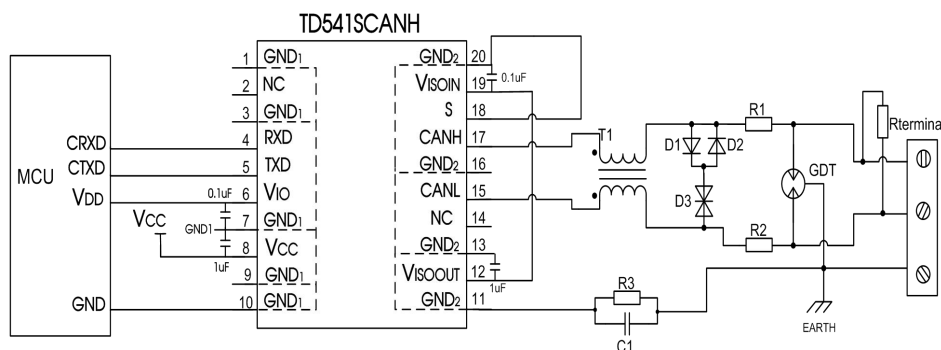 TD541SCANH
MCU
CRXD
CTXD
VDD
GND
VCC
0.1uF
GND1
1uF
1 GND1
2 NC
3 GND1
4 RXD
5 TXD
6 VIO
7 GND1
8 VCC
9 GND1
10 GND1
GND2 20
VISOIN 19
S 18
CANH 17
GND2 16
CANL 15
NC 14
GND2 13
VISOOUT 12
GND2 11
0.1uF
1uF
T1
D1
D2
D3
R1
R2
GDT
Rtermina
R3
C1
EARTH